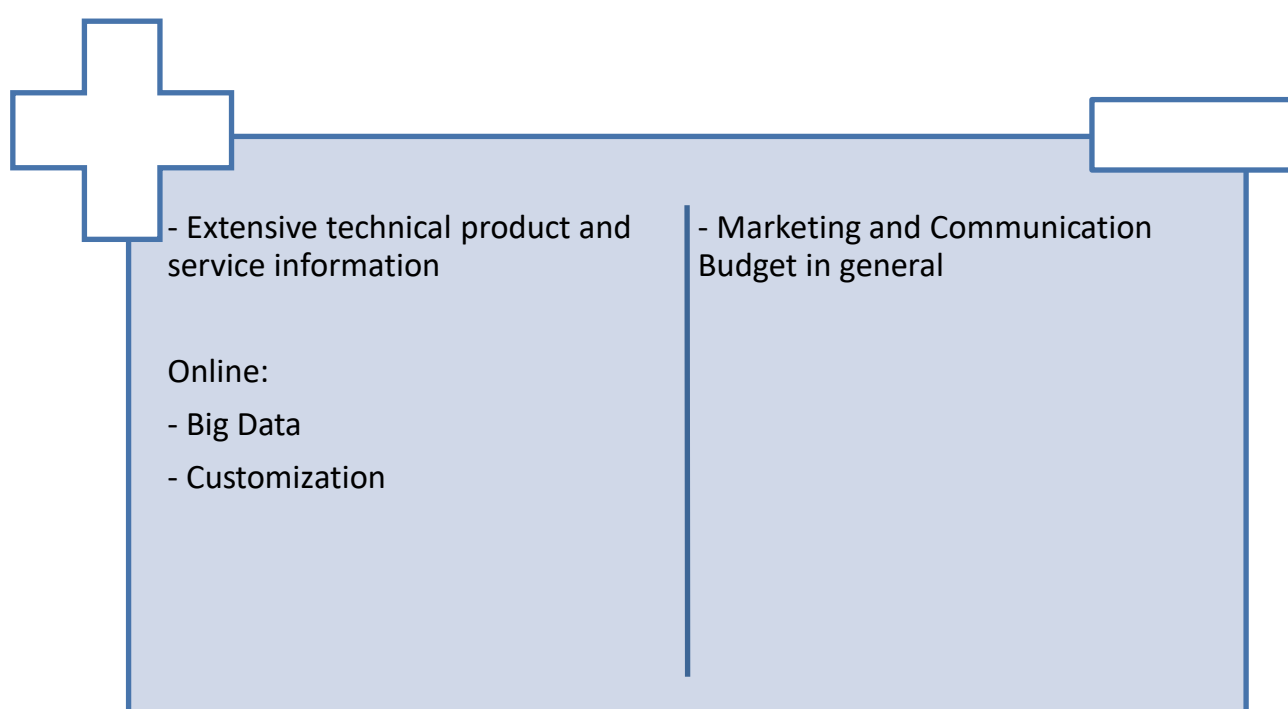 - Extensive technical product and
service information
Online:
- Big Data
- Customization
- Marketing and Communication
Budget in general